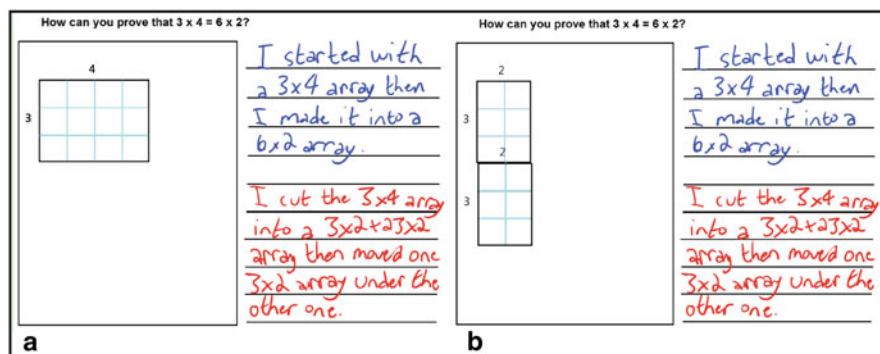 How can you prove that 3 x 4 = 6 x 2?
4
3
I started with
a 3x4 array then
I made it into a
6x2 array.
I cut the 3x4 array
into a 3x2+a3x2
array then moved one
3x2 array under the
other one.
a
How can you prove that 3 x 4 = 6 x 2?
2
3
2
3
I started with
a 3x4 array then
I made it into a
6x2 array.
I cut the 3x4 array
into a 3x2+a3x2
array then moved one
3x2 array under the
other one.
b